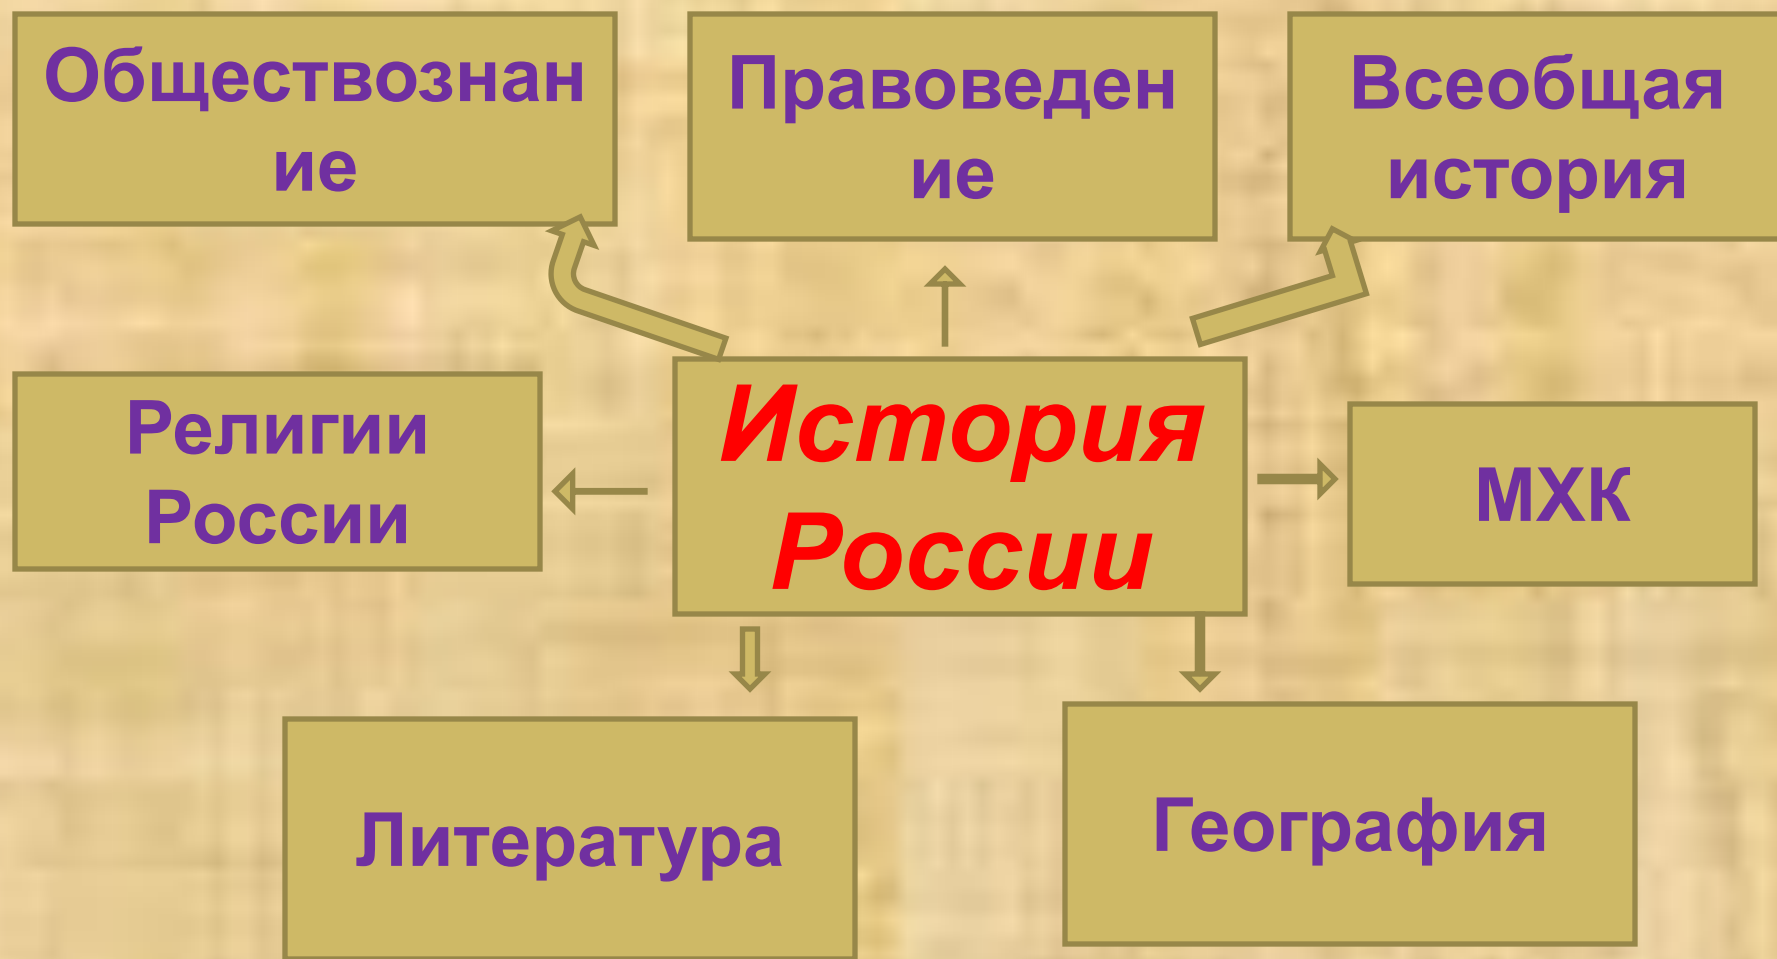 Обществознан
ие
Правоведен
ие
Всеобщая
история
Религии
России
История
России
МХК
Литература
География